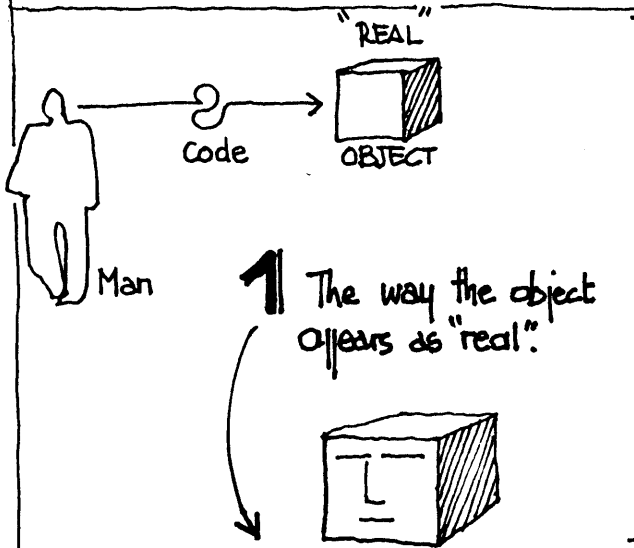 "REAL"
Code
OBJECT
Man
1 The way the object
appears as "real".